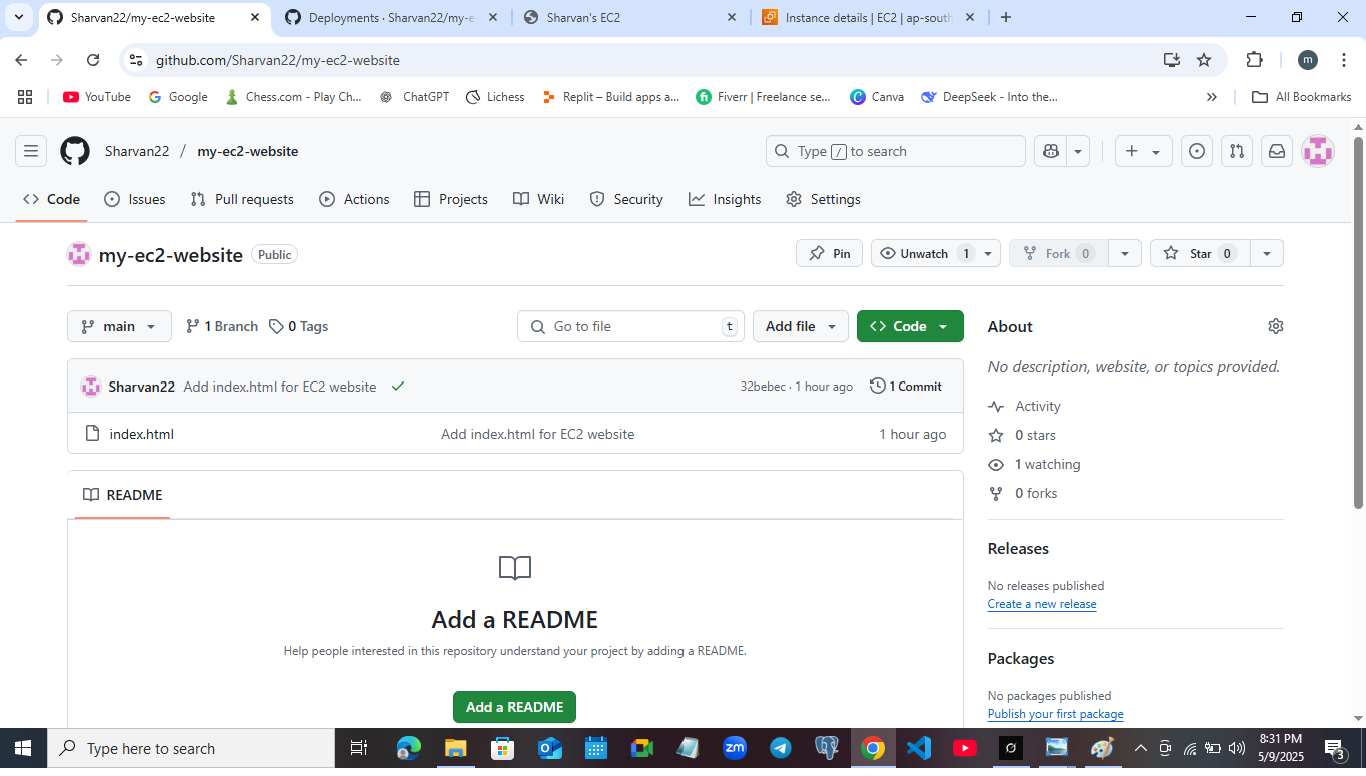 Sharvan22/my-ec2-website
Deployments · Sharvan22/my-e
Sharvan's EC2
Instance details | EC2 | ap-south
github.com/Sharvan22/my-ec2-website
m
YouTube
Google
Chess.com - Play Ch...
ChatGPT
Lichess
Replit – Build apps a...
Fiverr | Freelance se...
Canva
DeepSeek - Into the...
All Bookmarks
Sharvan22 / my-ec2-website
Type / to search
Code
Issues
Pull requests
Actions
Projects
Wiki
Security
Insights
Settings
my-ec2-website
Public
Pin
Unwatch 1
Fork 0
Star 0
main
1 Branch
0 Tags
Go to file t
Add file
Code
About
No description, website, or topics provided.
Sharvan22 Add index.html for EC2 website
32bebec · 1 hour ago
1 Commit
index.html
Add index.html for EC2 website
1 hour ago
Activity
0 stars
1 watching
0 forks
README
Add a README
Help people interested in this repository understand your project by adding a README.
Add a README
Releases
No releases published
Create a new release
Packages
No packages published
Publish your first package
Type here to search
zm
8:31 PM
5/9/2025
3